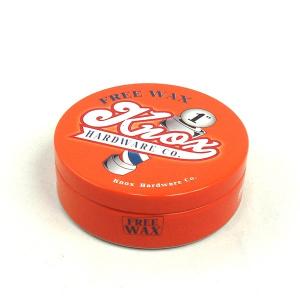 FREE WAX
1"
Knox
HARDWARE CO.
Knox Hardware Co.
FREE
WAX